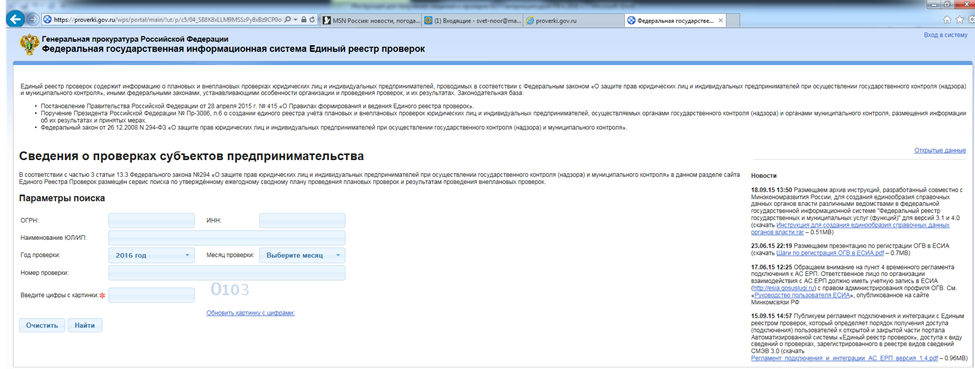 https://proverki.gov.ru/wps/portal/main/!ut/p/c5/
MSN Россия: новости, погода...
(1) Входящие - svet-noor@ma...
proverki.gov.ru
Федеральная государстве...
Вход в систему
Генеральная прокуратура Российской Федерации
Федеральная государственная информационная система Единый реестр проверок
Единый реестр проверок содержит информацию о плановых и внеплановых проверках юридических лиц и индивидуальных предпринимателей, проводимых в соответствии с Федеральным законом «О защите прав юридических лиц и индивидуальных предпринимателей при осуществлении государственного контроля (надзора)
и муниципального контроля», иными федеральными законами, устанавливающими особенности организации и проведения проверок, и их результатах. Законодательная база:
• Постановление Правительства Российской Федерации от 28 апреля 2015 г. № 415 «О Правилах формирования и ведения Единого реестра проверок».
• Поручение Президента Российской Федерации № Пр-3086, п.6 о создании единого реестра учёта плановых и внеплановых проверок юридических лиц и индивидуальных предпринимателей, осуществляемых органами государственного контроля (надзора) и органами муниципального контроля, размещения информации
об их результатах и принятых мерах.
• Федеральный закон от 26.12.2008 N 294-ФЗ «О защите прав юридических лиц и индивидуальных предпринимателей при осуществлении государственного контроля (надзора) и муниципального контроля».
Открытые данные
Сведения о проверках субъектов предпринимательства
В соответствии с частью 3 статьи 13.3 Федерального закона №294 «О защите прав юридических лиц и индивидуальных предпринимателей при осуществлении государственного контроля (надзора) и муниципального контроля» в данном разделе сайта
Единого Реестра Проверок размещён сервис поиска по утверждённому ежегодному сводному плану проведения плановых проверок и результатам проведения внеплановых проверок.
Параметры поиска
ОГРН:
ИНН:
Наименование ЮЛ/ИП:
Год проверки:
2016 год
Месяц проверки:
Выберите месяц
Номер проверки:
Введите цифры с картинки:*
0103
Обновить картинку с цифрами:
Очистить
Найти
Новости
18.09.15 13:50 Размещаем архив инструкций, разработанный совместно с
Минэкономразвития России, для создания единообразия справочных
данных органов власти различными ведомствами в федеральной
государственной информационной системе "Федеральный реестр
государственных и муниципальных услуг (функций)" для версий 3.1 и 4.0
(скачать Инструкция для создания единообразия справочных данных
органов власти.rar – 0.51MB)
23.06.15 22:19 Размещаем презентацию по регистрации ОГВ в ЕСИА
(скачать Шаги по регистрация ОГВ в ЕСИА.pdf – 0.7MB)
17.06.15 12:25 Обращаем внимание на пункт 4 временного регламента
подключения к АС ЕРП. Ответственное лицо по организации
взаимодействия с АС ЕРП должно иметь учетную запись в ЕСИА
(http://esia.gosuslugi.ru) с правом администрирования профиля ОГВ. См.
«Руководство пользователя ЕСИА», опубликованное на сайте
Минкомсвязи РФ
15.09.15 14:57 Публикуем регламент подключения и интеграции с Единым
реестром проверок, который определяет порядок получения доступа
(подключения) пользователей к открытой и закрытой части портала
Автоматизированной системы «Единый реестр проверок», доступа к виду
сведений о проверках, зарегистрированного в реестре видов сведений
СМЭВ 3.0 (скачать
Регламент_подключения_и_интеграции_АС_ЕРП_версия_1.4.pdf – 0.96MB)